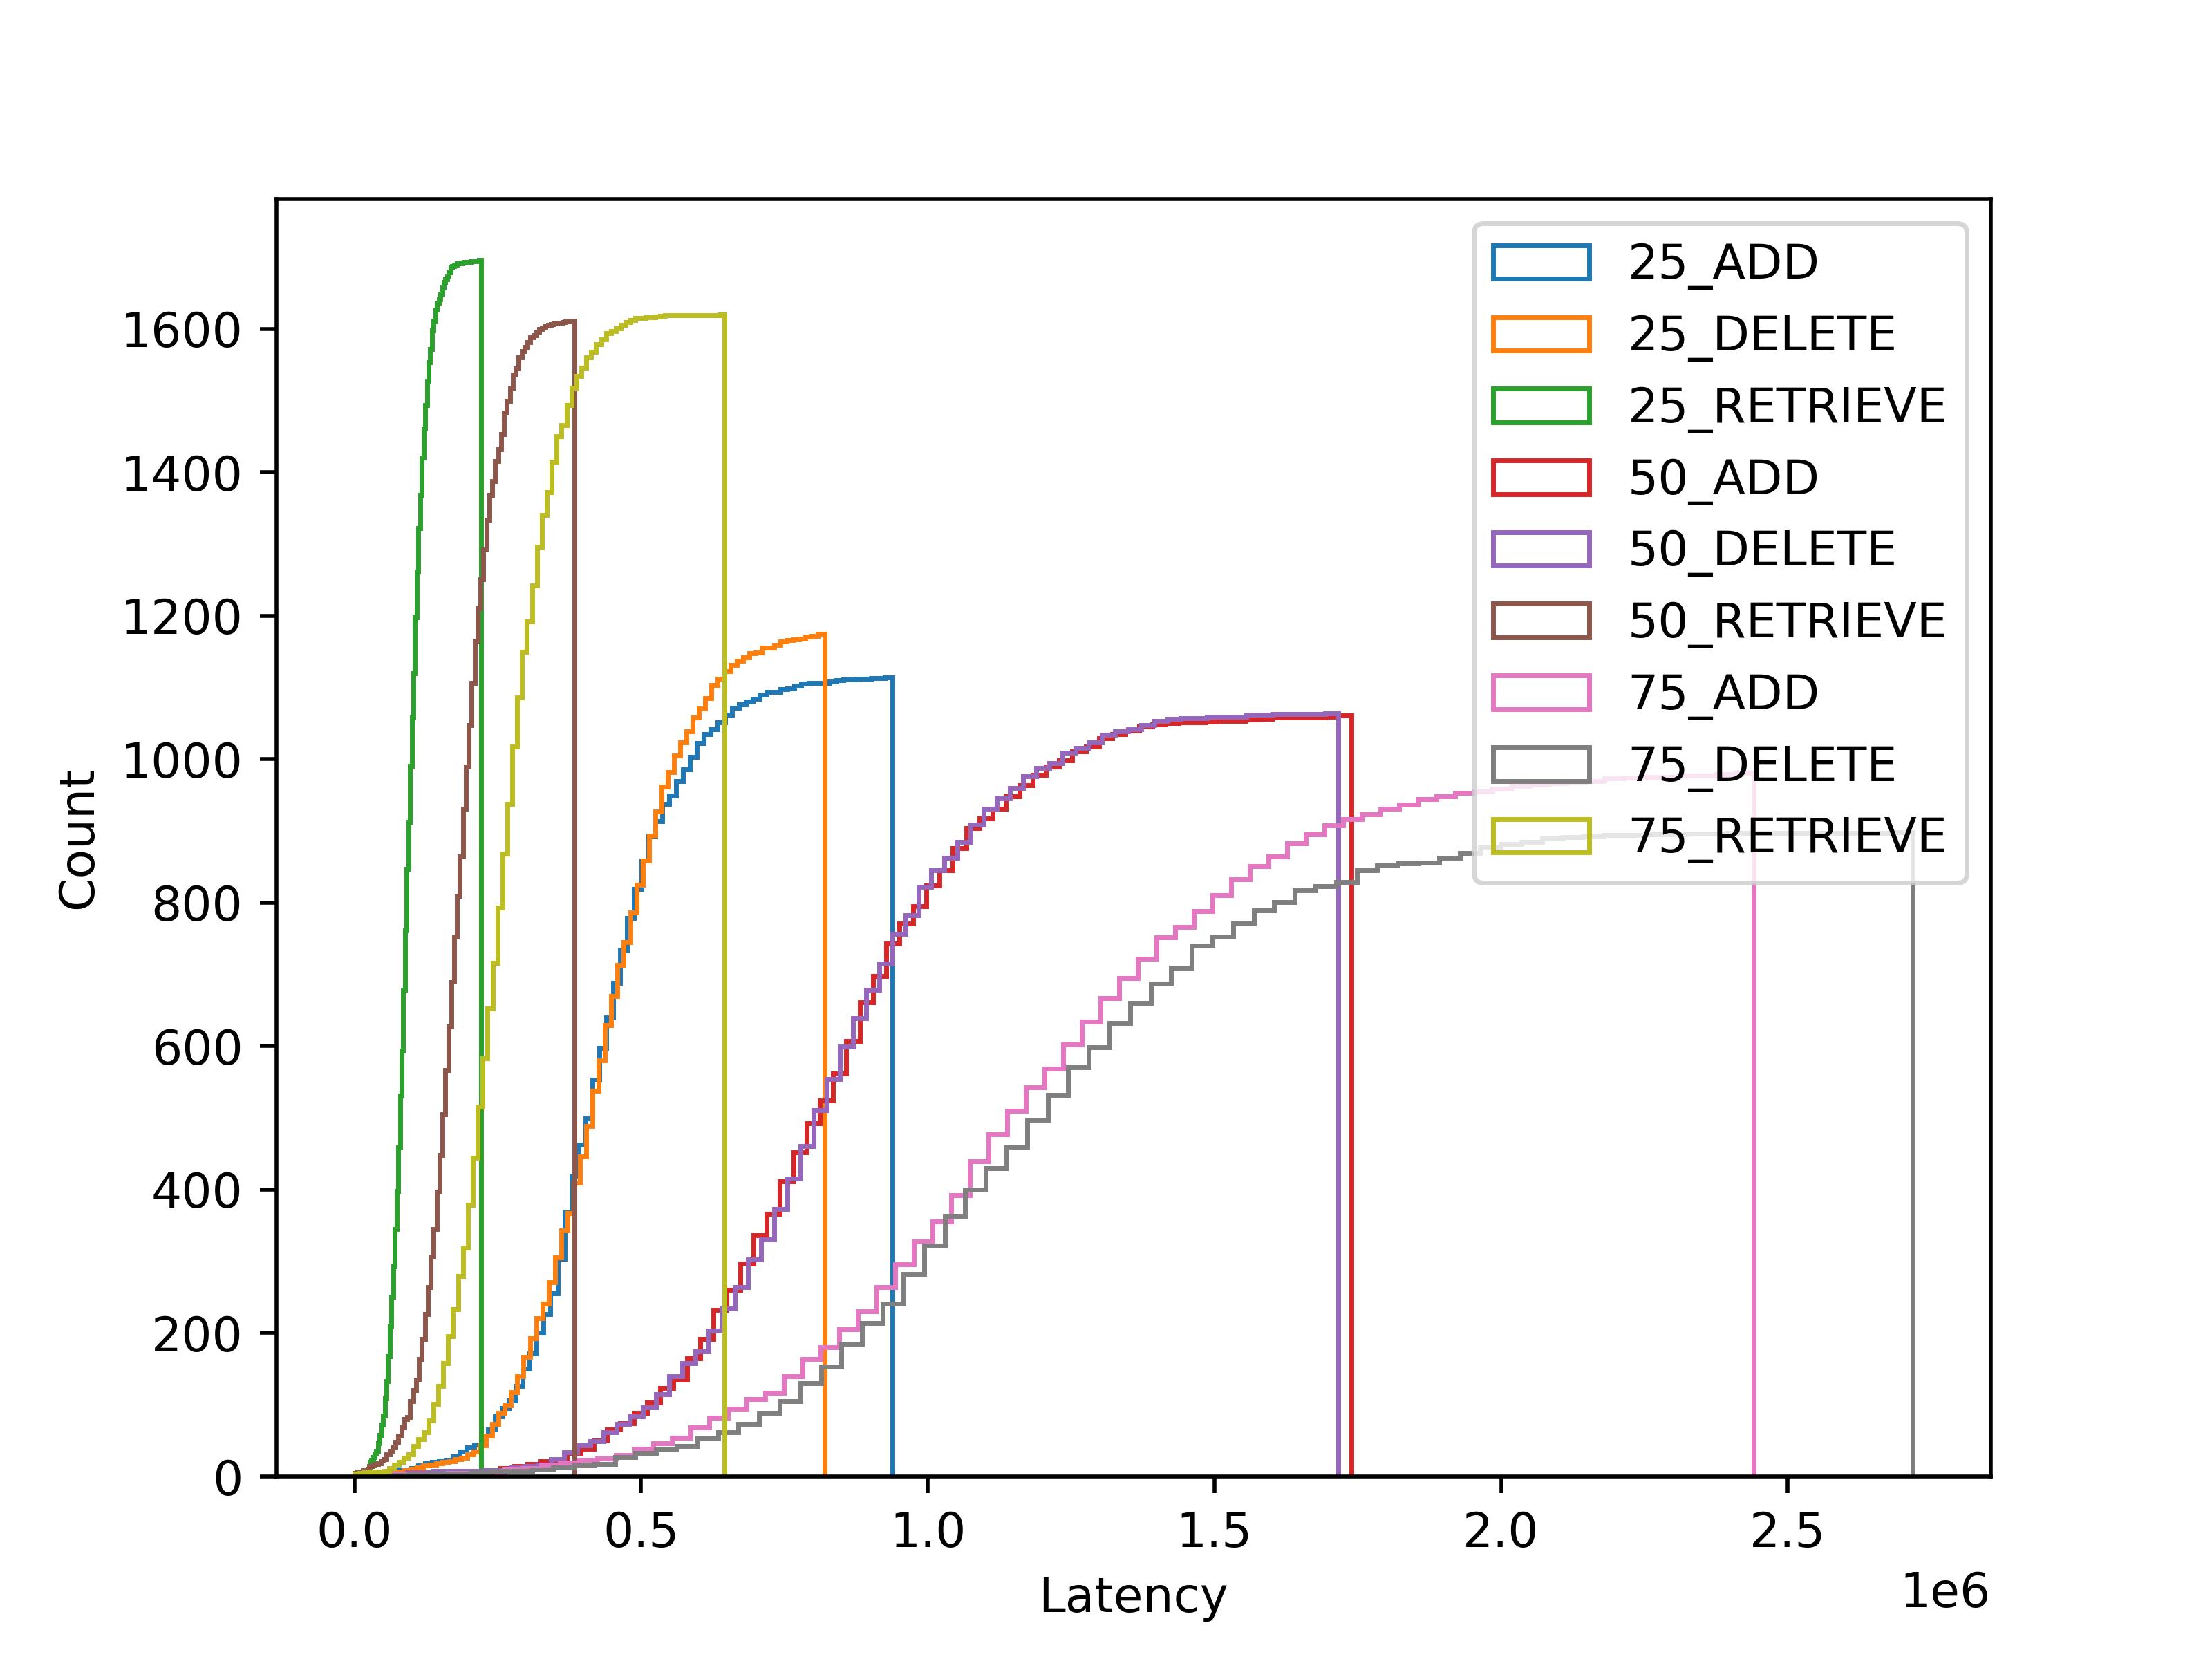 25_ADD
25_DELETE
25_RETRIEVE
50_ADD
50_DELETE
50_RETRIEVE
75_ADD
75_DELETE
75_RETRIEVE
Count
1600
1400
1200
1000
800
600
400
200
0
0.0 0.5 1.0 1.5 2.0 2.5
1e6
Latency